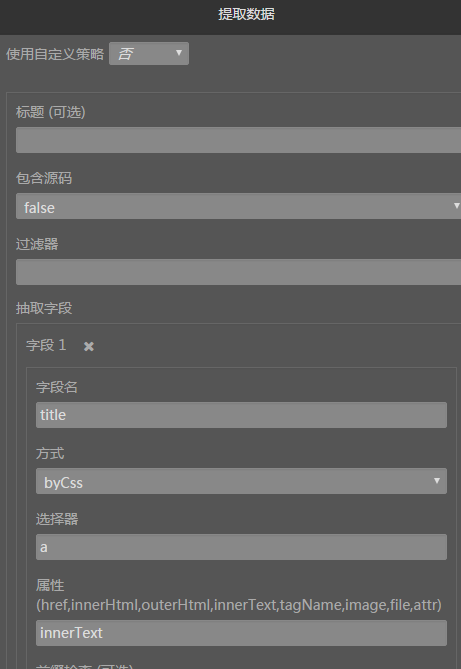 提取数据
使用自定义策略 否
标题 (可选)
包含源码
false
过滤器
抽取字段
字段 1 ✖
字段名
title
方式
byCss
选择器
a
属性
(href,innerHtml,outerHtml,innerText,tagName,image,file,attr)
innerText